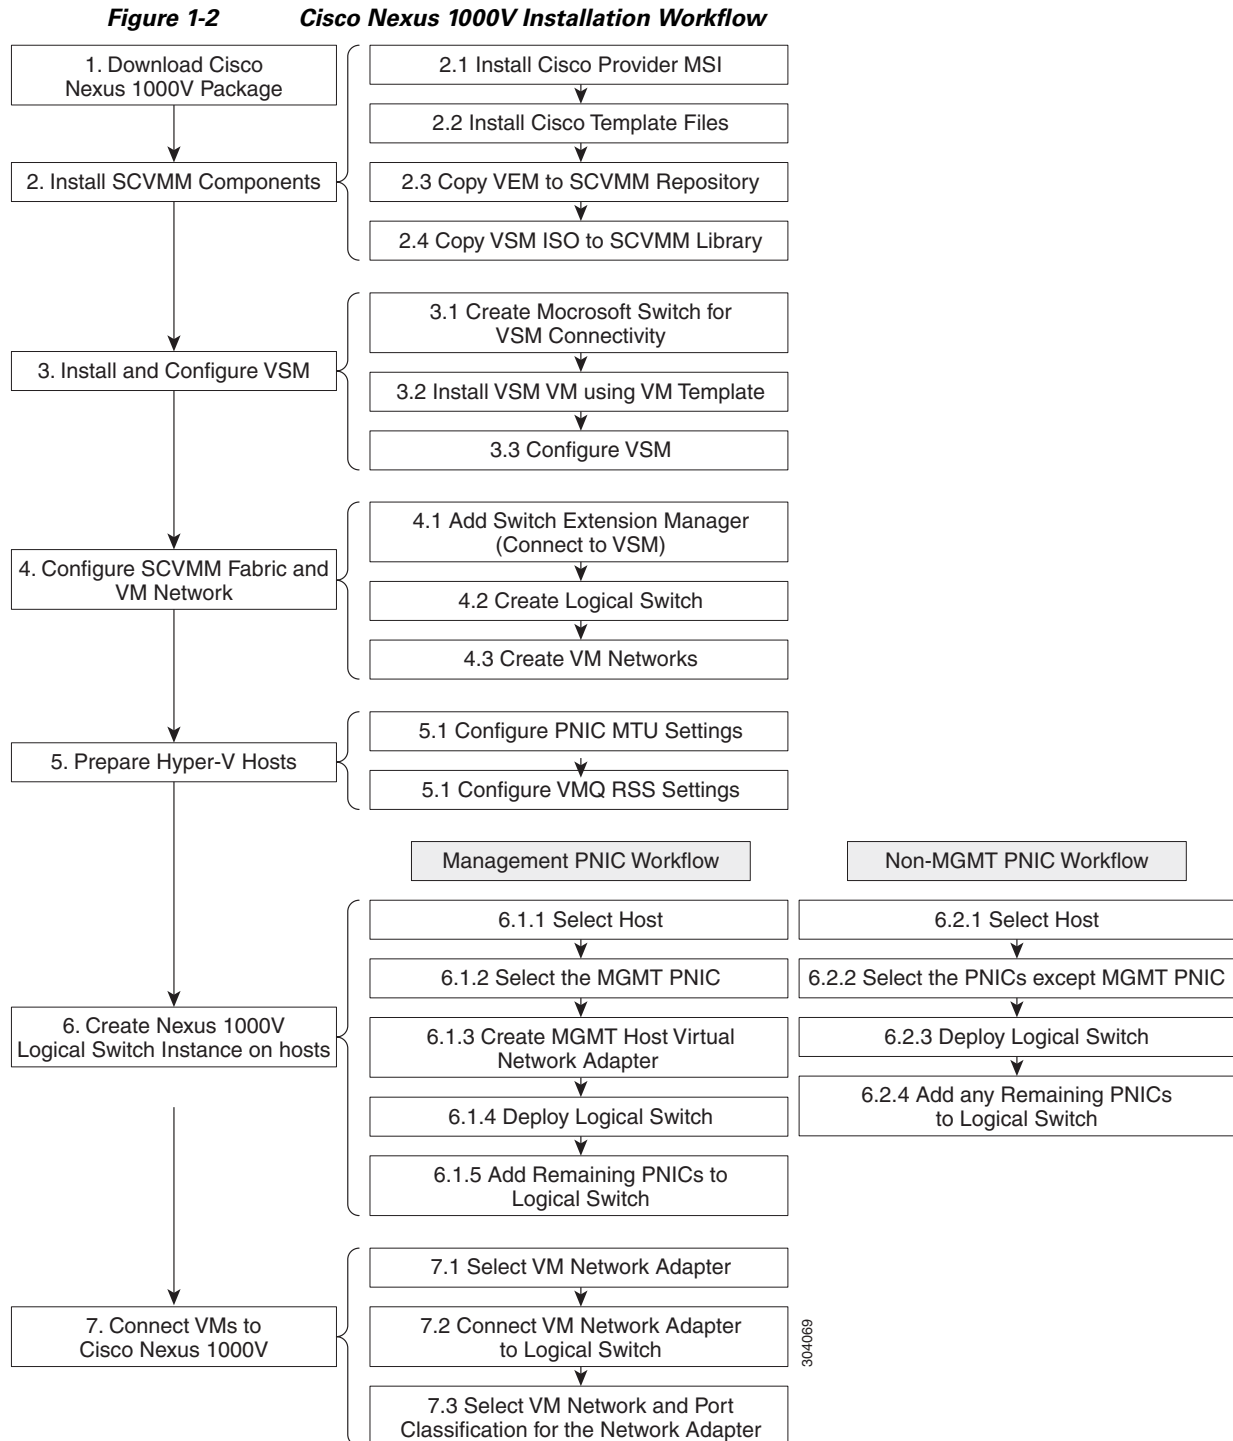 Figure 1-2 Cisco Nexus 1000V Installation Workflow
1. Download Cisco
Nexus 1000V Package
2. Install SCVMM Components
2.1 Install Cisco Provider MSI
2.2 Install Cisco Template Files
2.3 Copy VEM to SCVMM Repository
2.4 Copy VSM ISO to SCVMM Library
3. Install and Configure VSM
3.1 Create Mocrosoft Switch for
VSM Connectivity
3.2 Install VSM VM using VM Template
3.3 Configure VSM
4. Configure SCVMM Fabric and
VM Network
4.1 Add Switch Extension Manager
(Connect to VSM)
4.2 Create Logical Switch
4.3 Create VM Networks
5. Prepare Hyper-V Hosts
5.1 Configure PNIC MTU Settings
5.1 Configure VMQ RSS Settings
6. Create Nexus 1000V
Logical Switch Instance on hosts
Management PNIC Workflow
6.1.1 Select Host
6.1.2 Select the MGMT PNIC
6.1.3 Create MGMT Host Virtual
Network Adapter
6.1.4 Deploy Logical Switch
6.1.5 Add Remaining PNICs to
Logical Switch
Non-MGMT PNIC Workflow
6.2.1 Select Host
6.2.2 Select the PNICs except MGMT PNIC
6.2.3 Deploy Logical Switch
6.2.4 Add any Remaining PNICs
to Logical Switch
7. Connect VMs to
Cisco Nexus 1000V
7.1 Select VM Network Adapter
7.2 Connect VM Network Adapter
to Logical Switch
7.3 Select VM Network and Port
Classification for the Network Adapter
304069